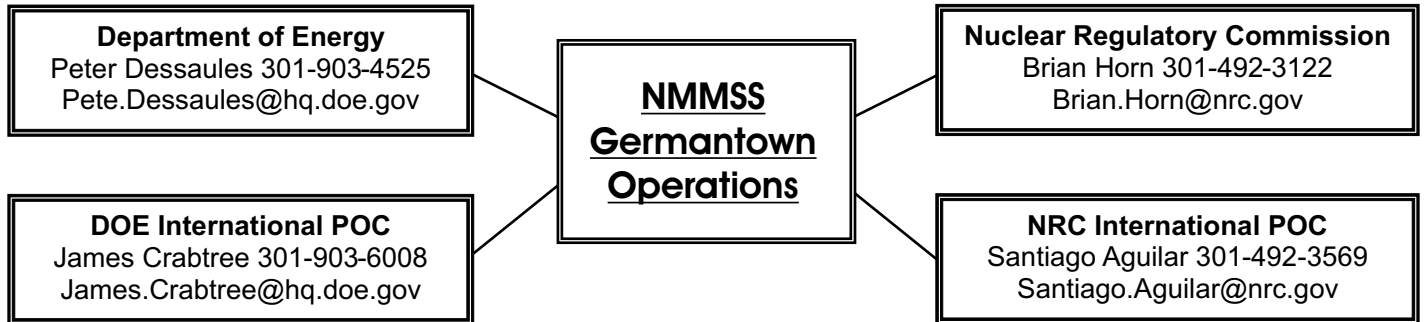 Department of Energy
Peter Dessaules 301-903-4525
Pete.Dessaules@hq.doe.gov
DOE International POC
James Crabtree 301-903-6008
James.Crabtree@hq.doe.gov
NMMSS
Germantown
Operations
Nuclear Regulatory Commission
Brian Horn 301-492-3122
Brian.Horn@nrc.gov
NRC International POC
Santiago Aguilar 301-492-3569
Santiago.Aguilar@nrc.gov